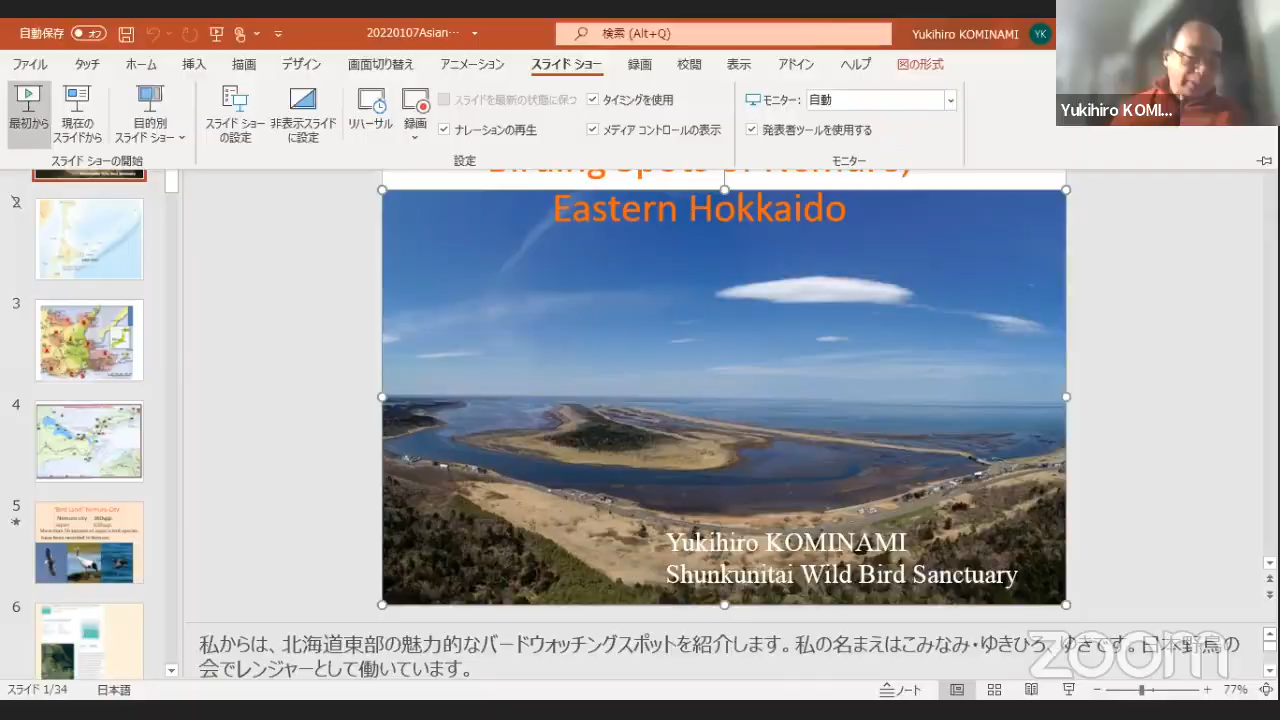 自動保存 オフ 20220107Asian… 検索 (Alt+Q) Yukihiro KOMINAMI YK
ファイル タッチ ホーム 挿入 描画 デザイン 画面切り替え アニメーション スライド ショー 録画 校閲 表示 アドイン ヘルプ 図の形式
Yukihiro KOMI...
最初から
現在の
スライドから
目的別
スライド ショー
スライド ショー
の設定
非表示スライド
に設定
リハーサル
録画
スライドを最新の状態に保つ
ナレーションの再生
タイミングを使用
メディア コントロールの表示
モニター: 自動
発表者ツールを使用する
スライド ショーの開始 設定 モニター
2
3
4
5
6
"Bird Land" Nemuro City
Birding Spots of Nemuro,
Eastern Hokkaido
Yukihiro KOMINAMI
Shunkunitai Wild Bird Sanctuary
私からは、北海道東部の魅力的なバードウォッチングスポットを紹介します。私の名まえはこみなみ・ゆきひろ、ゆきです。日本野鳥の
会でレンジャーとして働いています。
zoom
スライド 1/34 日本語 ノート 77%